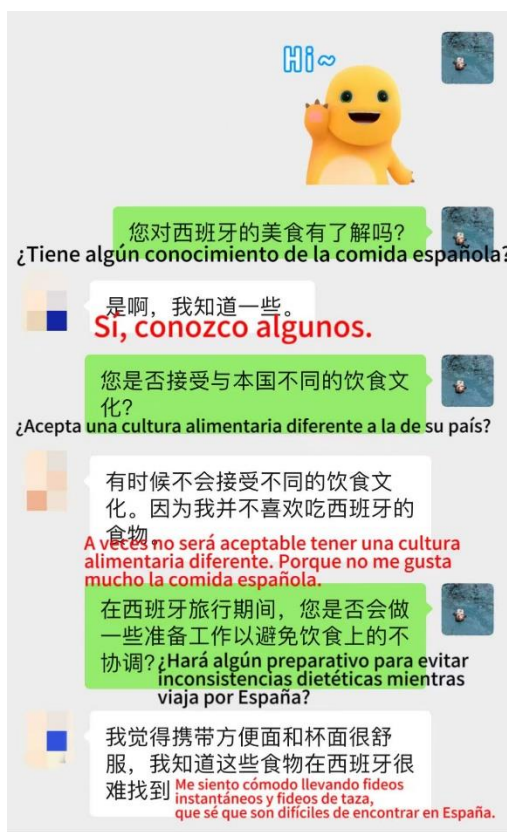 Hi~
您对西班牙的美食有了解吗?
¿Tiene algún conocimiento de la comida española?
是啊，我知道一些。
Sí, conozco algunos.
您是否接受与本国不同的饮食文
化?
¿Acepta una cultura alimentaria diferente a la de su país?
有时候不会接受不同的饮食文
化。因为我并不喜欢吃西班牙的
食物。
A veces no será aceptable tener una cultura
alimentaria diferente. Porque no me gusta
mucho la comida española.
在西班牙旅行期间，您是否会做
一些准备工作以避免饮食上的不
协调?
¿Hará algún preparativo para evitar
inconsistencias dietéticas mientras
viaja por España?
我觉得携带方便面和杯面很舒
服，我知道这些食物在西班牙很
难找到
Me siento cómodo llevando fideos
instantáneos y fideos de taza,
que sé que son difíciles de encontrar en España.